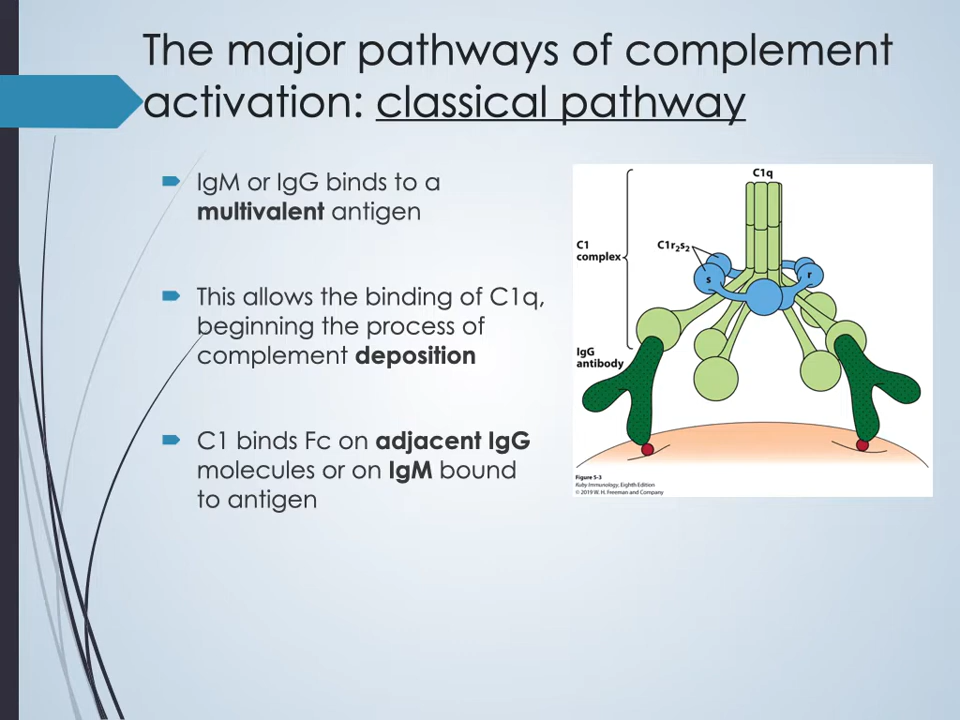 The major pathways of complement
activation: classical pathway
IgM or IgG binds to a
multivalent antigen
This allows the binding of C1q,
beginning the process of
complement deposition
C1 binds Fc on adjacent IgG
molecules or on IgM bound
to antigen
C1q
C1
complex
C1r₂s₂
s
r
IgG
antibody
Figure 5-3
Kuby Immunology, Eighth Edition
© 2019 W. H. Freeman and Company